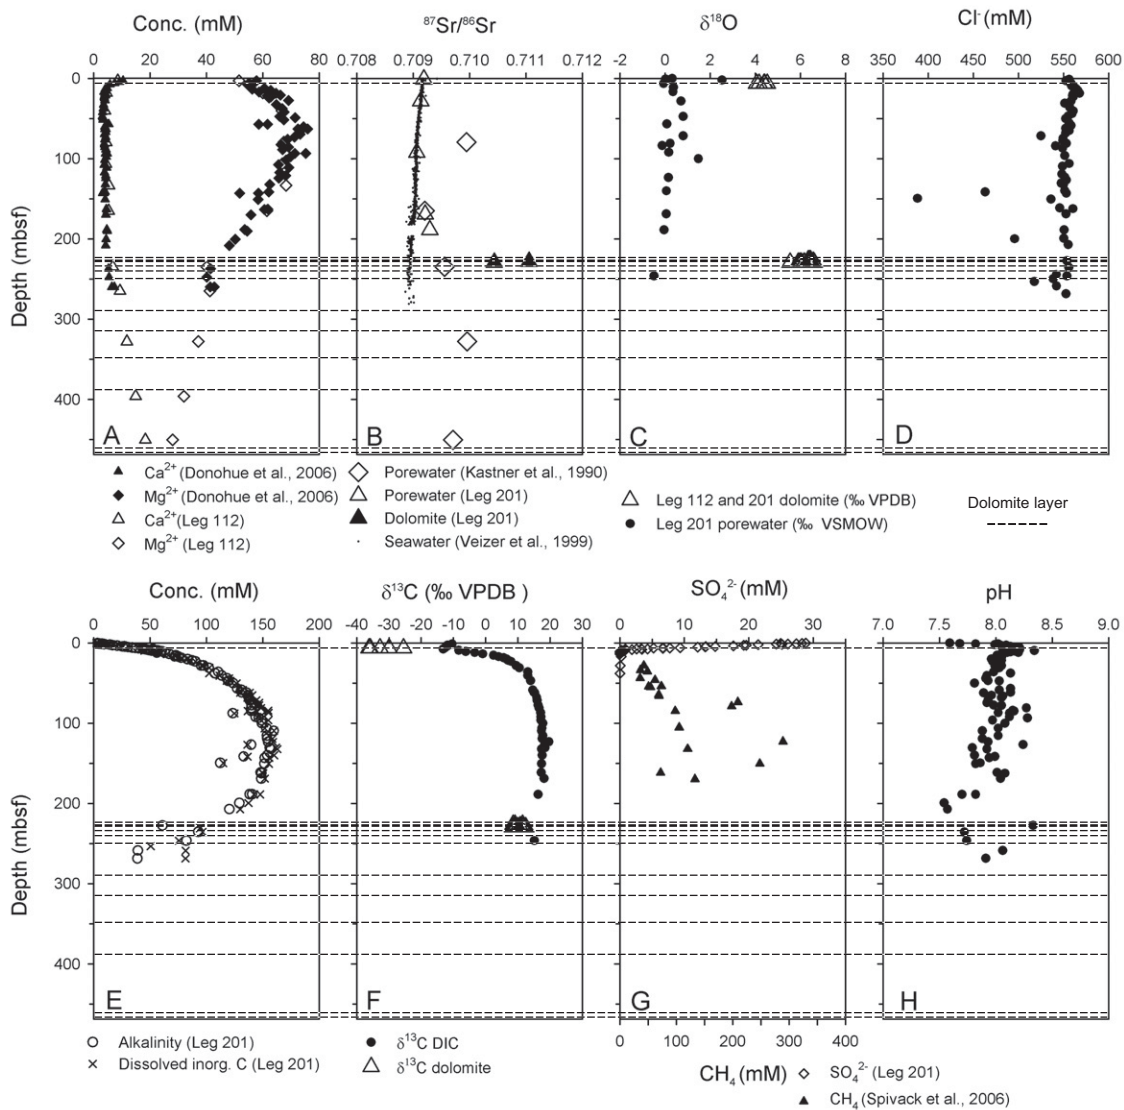 Conc. (mM) ⁸⁷Sr/⁸⁶Sr δ¹⁸O Cl⁻(mM)
0 20 40 60 80 0.708 0.709 0.710 0.711 0.712 -2 0 2 4 6 8 350 400 450 500 550 600
0
100
200
300
400
Depth (mbsf)
A B C D
Ca²⁺ (Donohue et al., 2006)
Mg²⁺ (Donohue et al., 2006)
Ca²⁺(Leg 112)
Mg²⁺ (Leg 112)
Porewater (Kastner et al., 1990)
Porewater (Leg 201)
Dolomite (Leg 201)
Seawater (Veizer et al., 1999)
Leg 112 and 201 dolomite (‰ VPDB)
Leg 201 porewater (‰ VSMOW)
Dolomite layer
Conc. (mM) δ¹³C (‰ VPDB ) SO₄²⁻ (mM) pH
0 50 100 150 200 -40 -30 -20 -10 0 10 20 30 0 10 20 30 7.0 7.5 8.0 8.5 9.0
0
100
200
300
400
Depth (mbsf)
E F G H
0 100 200 300 400
Alkalinity (Leg 201)
Dissolved inorg. C (Leg 201)
δ¹³C DIC
δ¹³C dolomite
CH₄ (mM)
SO₄²⁻ (Leg 201)
CH₄ (Spivack et al., 2006)